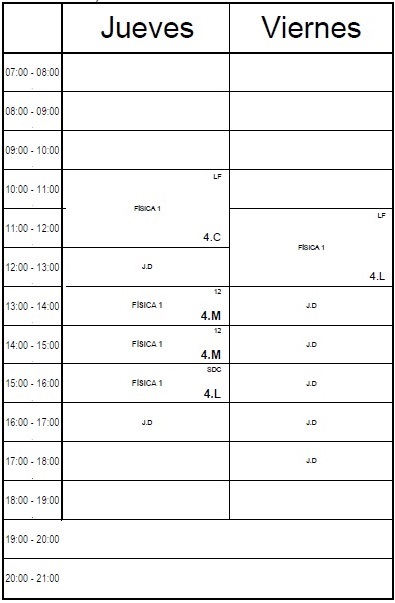 Jueves Viernes
07:00 - 08:00
08:00 - 09:00
09:00 - 10:00
10:00 - 11:00
LF
FÍSICA 1
4.C
11:00 - 12:00
LF
FÍSICA 1
4.L
12:00 - 13:00
J.D
13:00 - 14:00
12
FÍSICA 1
4.M
J.D
14:00 - 15:00
12
FÍSICA 1
4.M
J.D
15:00 - 16:00
SDC
FÍSICA 1
4.L
J.D
16:00 - 17:00
J.D
J.D
17:00 - 18:00
J.D
18:00 - 19:00
19:00 - 20:00
20:00 - 21:00